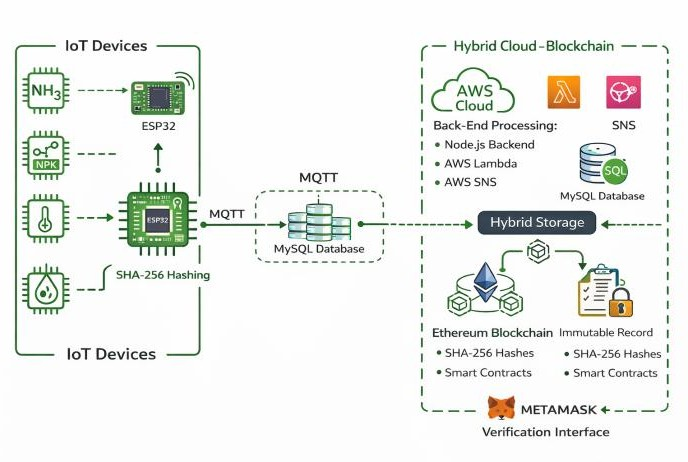 IoT Devices
NH3
ESP32
NPK
ESP32
SHA-256 Hashing
IoT Devices
MQTT
MQTT
MySQL Database
Hybrid Cloud-Blockchain
AWS
Cloud
SNS
Back-End Processing:
• Node.js Backend
• AWS Lambda
• AWS SNS
SQL
MySQL Database
Hybrid Storage
Ethereum Blockchain
• SHA-256 Hashes
• Smart Contracts
Immutable Record
• SHA-256 Hashes
• Smart Contracts
METAMASK
Verification Interface